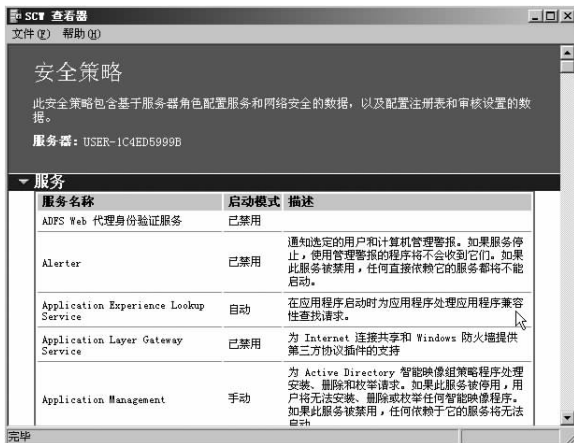 SCW 查看器
文件(F) 帮助(H)
安全策略
此安全策略包含基于服务器角色配置服务和网络安全的数据，以及配置注册表和审核设置的数
据。
服务器：USER-1C4ED5999B
服务
服务名称 启动模式 描述
ADFS Web 代理身份验证服务 已禁用
Alerter 已禁用
通知选定的用户和计算机管理警报。如果服务停
止，使用管理警报的程序将不会收到它们。如果
此服务被禁用，任何直接依赖它的服务都将不能
启动。
Application Experience Lookup
Service
自动
在应用程序启动时为应用程序处理应用程序兼容
性查找请求。
Application Layer Gateway
Service
已禁用
为 Internet 连接共享和 Windows 防火墙提供
第三方协议插件的支持
Application Management 手动
为 Active Directory 智能映像组策略程序处理
安装、删除和枚举请求。如果此服务被停用，用
户将无法安装、删除或枚举任何智能映像程序。
如果此服务被禁用，任何依赖于它的服务将无法
启动
完毕